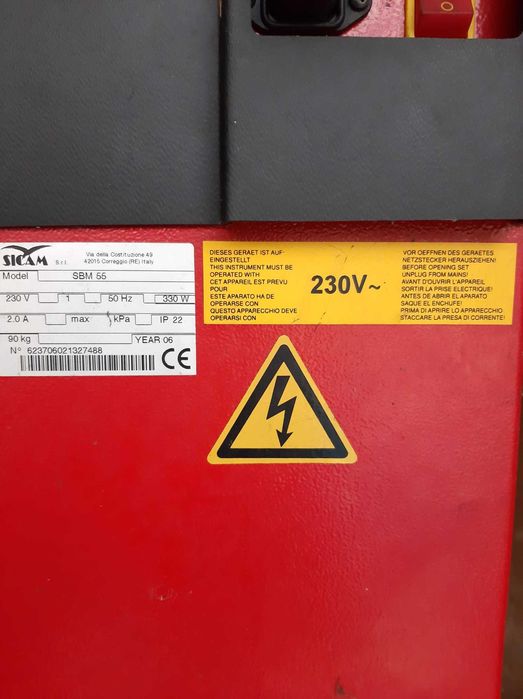 SICAM S.r.l.
Via della Costituzione 49
42015 Correggio (RE) Italy
Model SBM 55
230 V 1 50 Hz 330 W
2.0 A max kPa IP 22
90 kg YEAR 06
N° 623706021327488
CE
DIESES GERAET IST AUF-
EINGESTELLT
THIS INSTRUMENT MUST BE
OPERATED WITH
CET APPAREIL EST PREVU
POUR
ESTE APARATO HA DE
OPERARSE CON
QUESTO APPARECCHIO DEVE
OPERARSI CON
230V~
VOR OEFFNEN DES GERAETES
NETZSTECKER HERAUSZIEHEN!
BEFORE OPENING SET
UNPLUG FROM MAINS!
AVANT D'OUVRIR L'APPAREIL
SORTIR LA PRISE ELECTRIQUE!
ANTES DE ABRIR EL APARATO
SAQUE EL ENCHUFE!
PRIMA DI APRIRE LO APPARECCHIO
STACCARE LA PRESA DI CORRENTE!